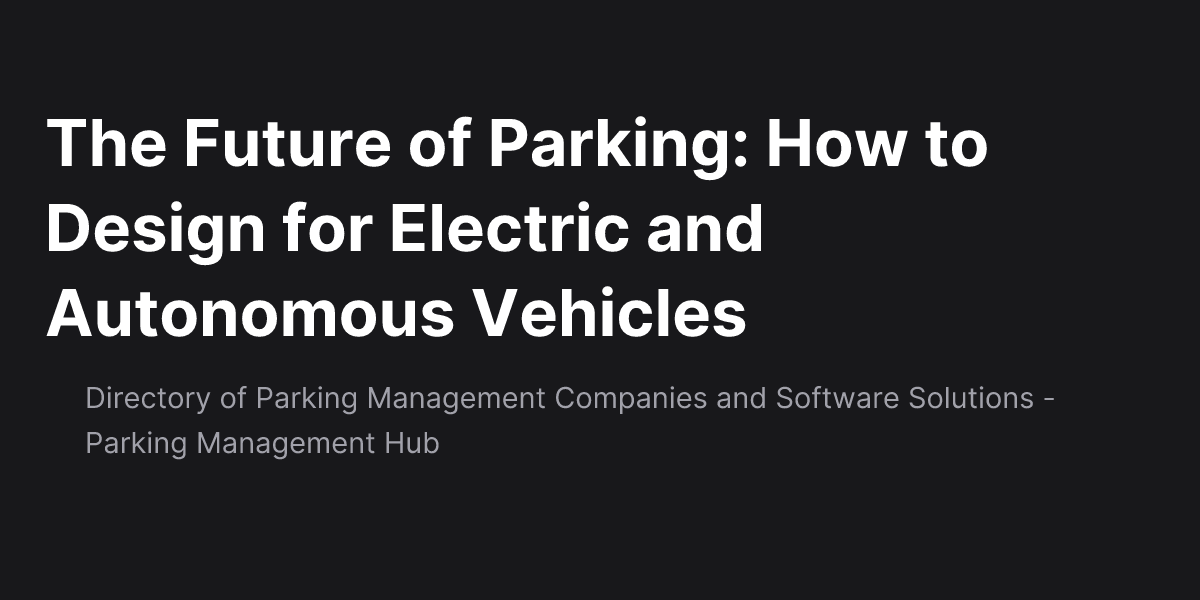 The Future of Parking: How to
Design for Electric and
Autonomous Vehicles
Directory of Parking Management Companies and Software Solutions -
Parking Management Hub